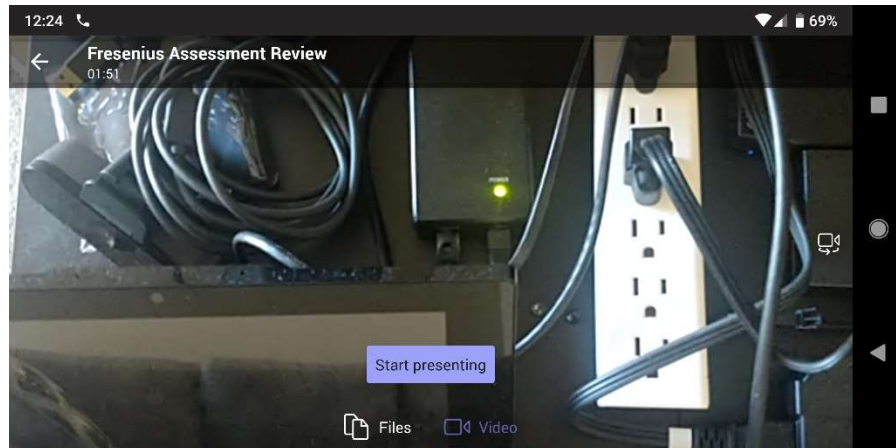 12:24 69%
Fresenius Assessment Review
01:51
POWER
Start presenting
Files Video